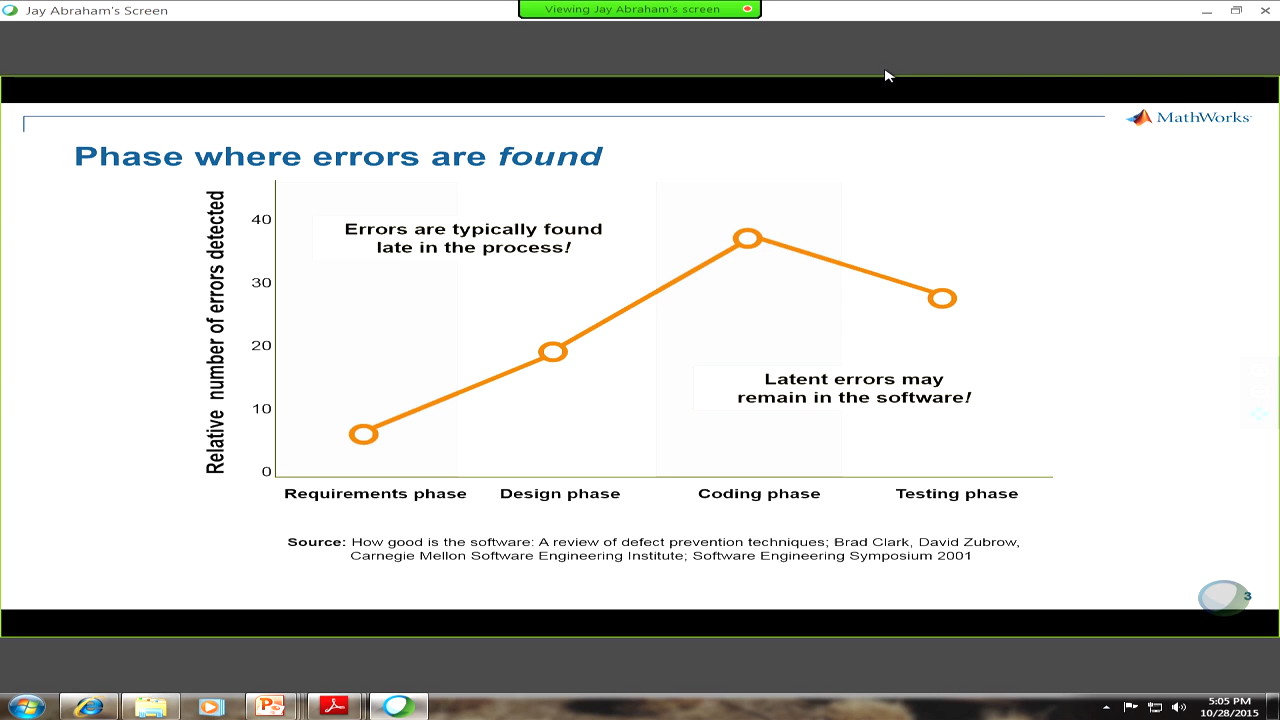 Jay Abraham's Screen
Viewing Jay Abraham's screen
MathWorks
Phase where errors are found
Relative number of errors detected
40
30
20
10
0
Errors are typically found
late in the process!
Latent errors may
remain in the software!
Requirements phase
Design phase
Coding phase
Testing phase
Source: How good is the software: A review of defect prevention techniques; Brad Clark, David Zubrow,
Carnegie Mellon Software Engineering Institute; Software Engineering Symposium 2001
3
5:05 PM
10/28/2015